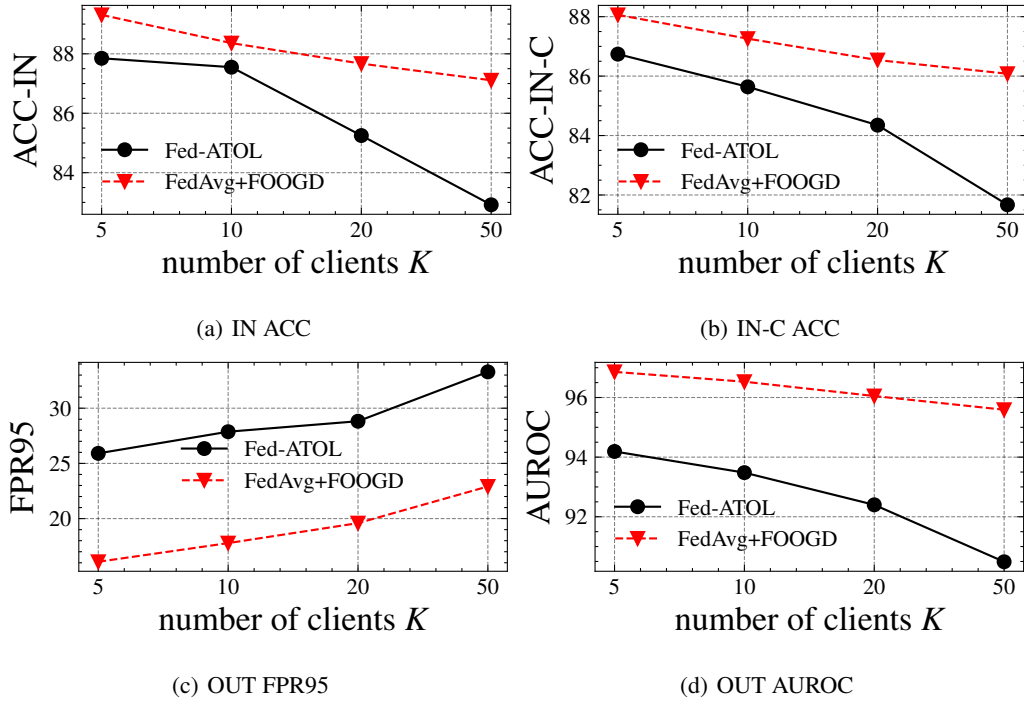 ACC-IN
88
86
84
Fed-ATOL
FedAvg+FOOGD
5
10
20
50
number of clients K
(a) IN ACC
ACC-IN-C
88
86
84
82
Fed-ATOL
FedAvg+FOOGD
5
10
20
50
number of clients K
(b) IN-C ACC
FPR95
30
25
20
Fed-ATOL
FedAvg+FOOGD
5
10
20
50
number of clients K
(c) OUT FPR95
AUROC
96
94
92
Fed-ATOL
FedAvg+FOOGD
5
10
20
50
number of clients K
(d) OUT AUROC